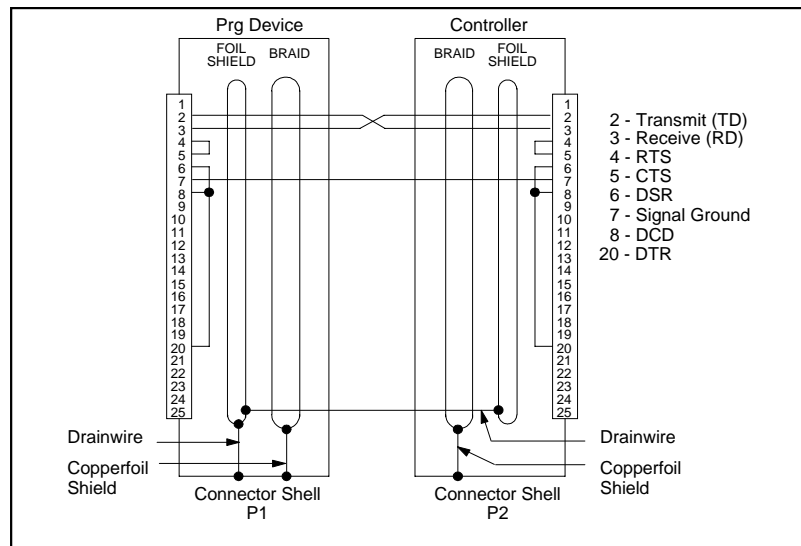 Prg Device
Controller
FOIL
SHIELD
BRAID
BRAID
FOIL
SHIELD
1
2
3
4
5
6
7
8
9
10
11
12
13
14
15
16
17
18
19
20
21
22
23
24
25
1
2
3
4
5
6
7
8
9
10
11
12
13
14
15
16
17
18
19
20
21
22
23
24
25
2 - Transmit (TD)
3 - Receive (RD)
4 - RTS
5 - CTS
6 - DSR
7 - Signal Ground
8 - DCD
20 - DTR
Drainwire
Copperfoil
Shield
Connector Shell
P1
Connector Shell
P2
Drainwire
Copperfoil
Shield